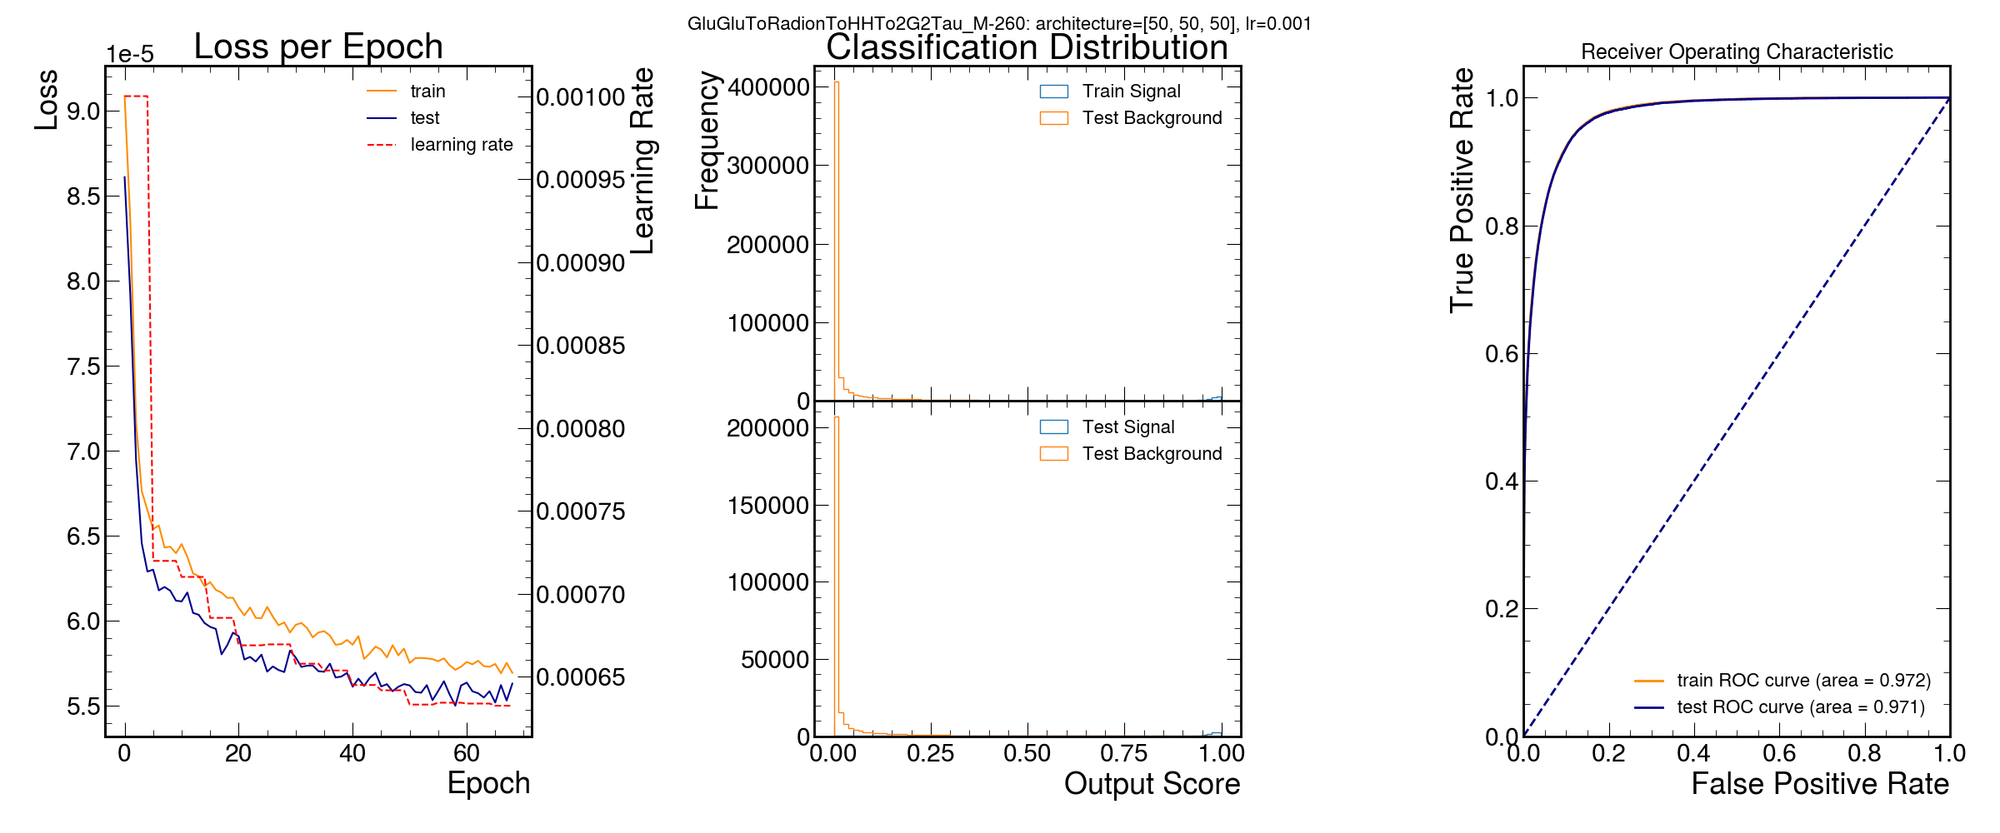 GluGluToRadionToHHTo2G2Tau_M-260: architecture=[50, 50, 50], lr=0.001
Loss per Epoch
1e-5
Loss
9.0
8.5
8.0
7.5
7.0
6.5
6.0
5.5
train
test
learning rate
0.00100
0.00095
0.00090
0.00085
0.00080
0.00075
0.00070
0.00065
Learning Rate
0 20 40 60
Epoch
Classification Distribution
Frequency
400000
300000
200000
100000
0
Train Signal
Test Background
200000
150000
100000
50000
0
Test Signal
Test Background
0.00 0.25 0.50 0.75 1.00
Output Score
Receiver Operating Characteristic
True Positive Rate
1.0
0.8
0.6
0.4
0.2
0.0
train ROC curve (area = 0.972)
test ROC curve (area = 0.971)
0.0 0.2 0.4 0.6 0.8 1.0
False Positive Rate